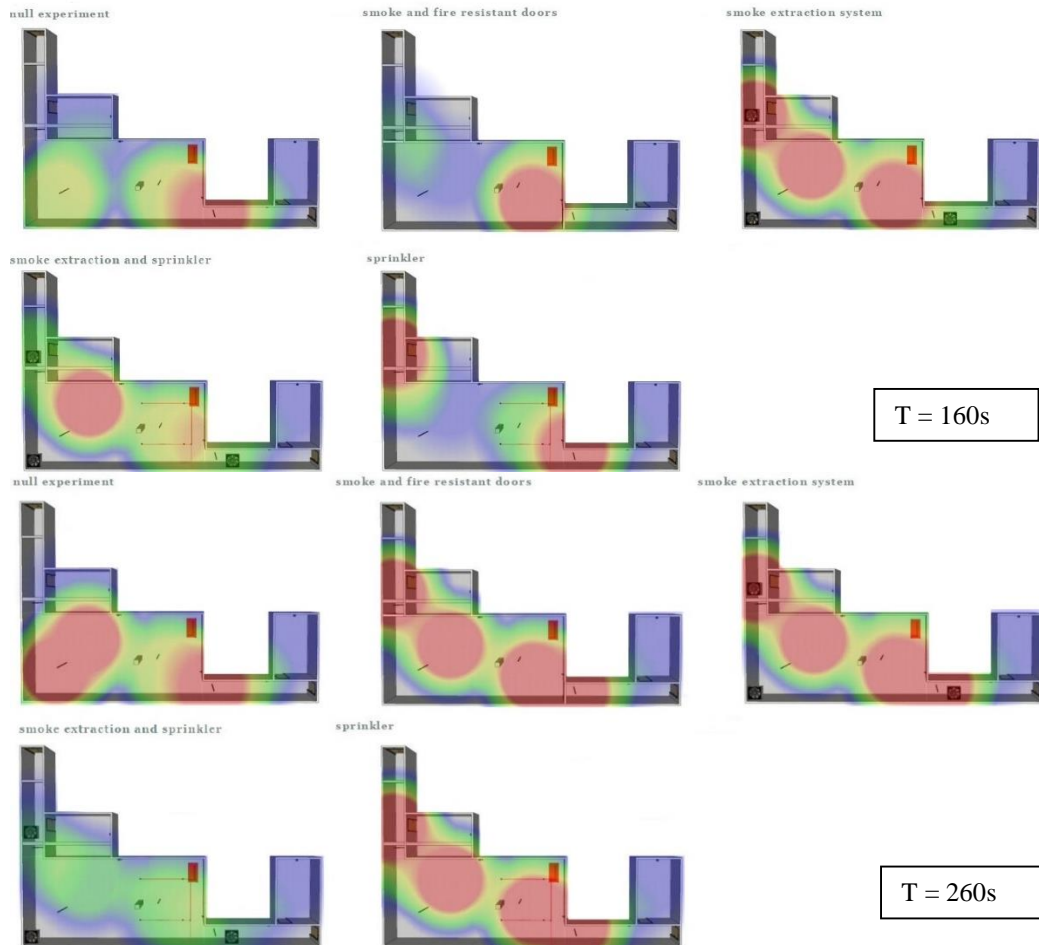 null experiment
smoke and fire resistant doors
smoke extraction system
smoke extraction and sprinkler
sprinkler
T = 160s
null experiment
smoke and fire resistant doors
smoke extraction system
smoke extraction and sprinkler
sprinkler
T = 260s